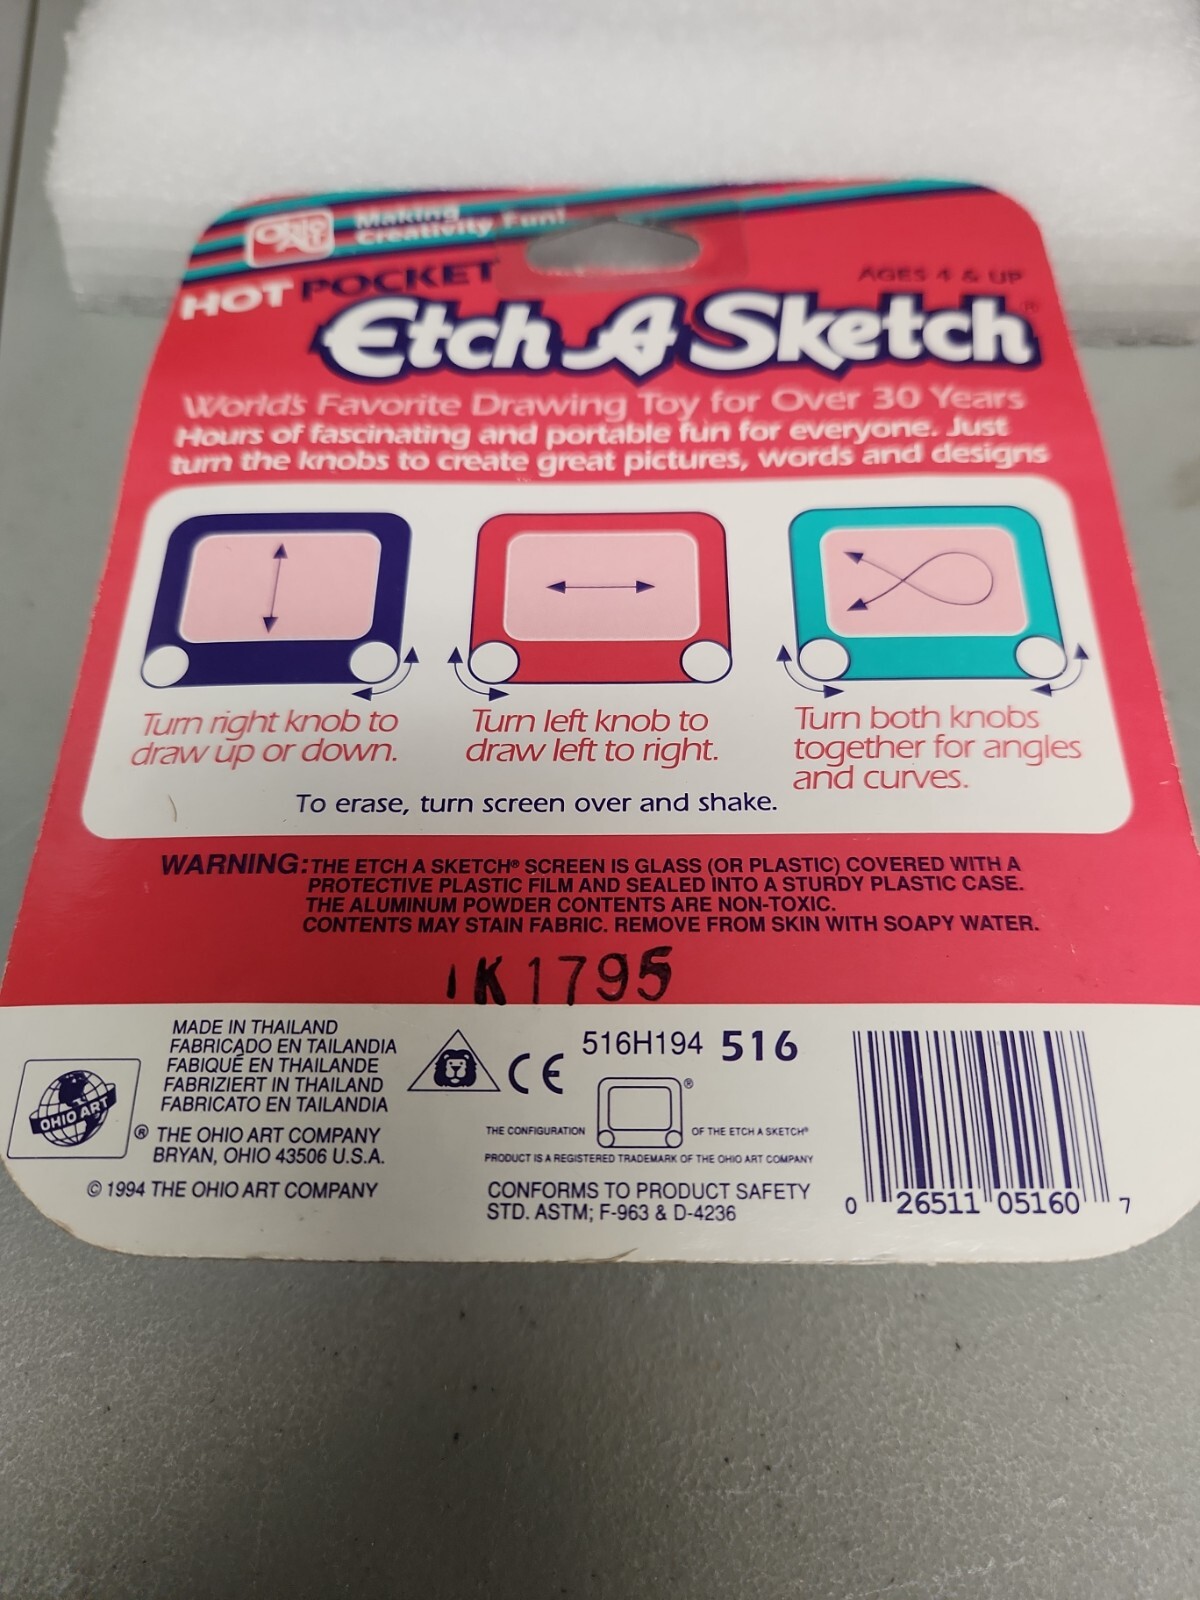 Ohio Art
Making
Creativity Fun!
HOT POCKET
AGES 4 & UP
Etch A Sketch®
World's Favorite Drawing Toy for Over 30 Years
Hours of fascinating and portable fun for everyone. Just
turn the knobs to create great pictures, words and designs
Turn right knob to
draw up or down.
Turn left knob to
draw left to right.
Turn both knobs
together for angles
and curves.
To erase, turn screen over and shake.
WARNING: THE ETCH A SKETCH® SCREEN IS GLASS (OR PLASTIC) COVERED WITH A
PROTECTIVE PLASTIC FILM AND SEALED INTO A STURDY PLASTIC CASE.
THE ALUMINUM POWDER CONTENTS ARE NON-TOXIC.
CONTENTS MAY STAIN FABRIC. REMOVE FROM SKIN WITH SOAPY WATER.
1K1795
MADE IN THAILAND
FABRICADO EN TAILANDIA
FABIQUÉ EN THAILANDE
FABRIZIERT IN THAILAND
FABRICATO EN TAILANDIA
OHIO ART
® THE OHIO ART COMPANY
BRYAN, OHIO 43506 U.S.A.
© 1994 THE OHIO ART COMPANY
CE
516H194 516
®
THE CONFIGURATION OF THE ETCH A SKETCH®
PRODUCT IS A REGISTERED TRADEMARK OF THE OHIO ART COMPANY
CONFORMS TO PRODUCT SAFETY
STD. ASTM; F-963 & D-4236
0 26511 05160 7